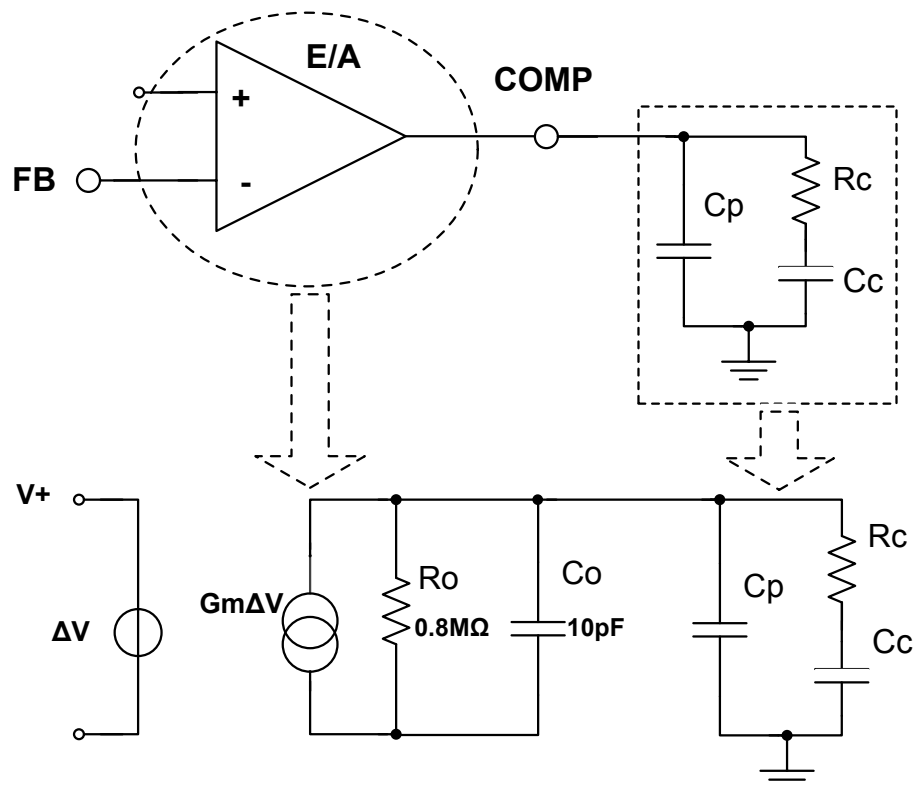 E/A
COMP
+
FB
-
Rc
Cp
Cc
V+
ΔV
GmΔV
Ro
0.8MΩ
Co
10pF
Cp
Rc
Cc